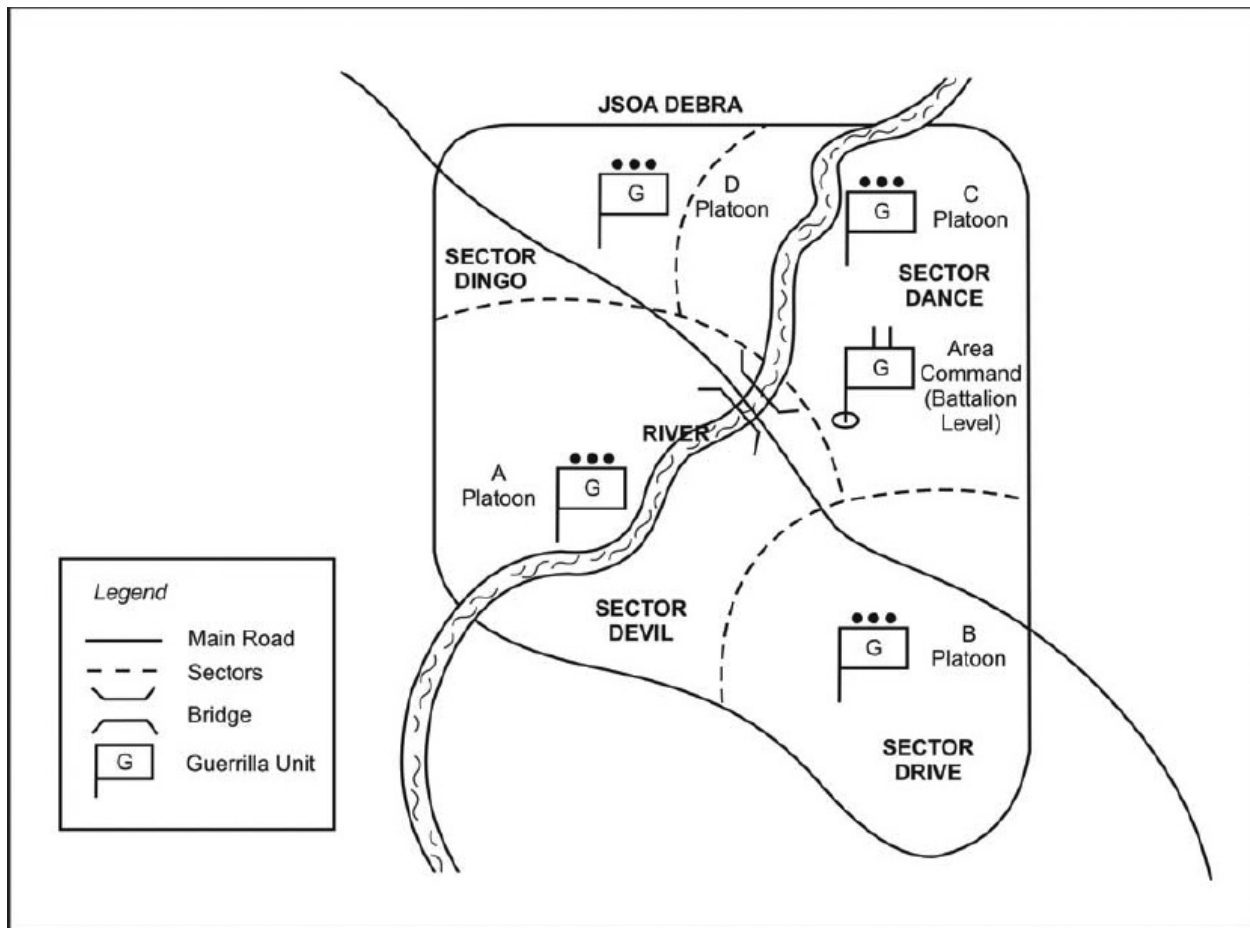 JSOA DEBRA
G
D
Platoon
G
C
Platoon
SECTOR
DINGO
SECTOR
DANCE
G
Area
Command
(Battalion
Level)
RIVER
A
Platoon
G
Legend
Main Road
Sectors
Bridge
G
Guerrilla Unit
SECTOR
DEVIL
G
B
Platoon
SECTOR
DRIVE